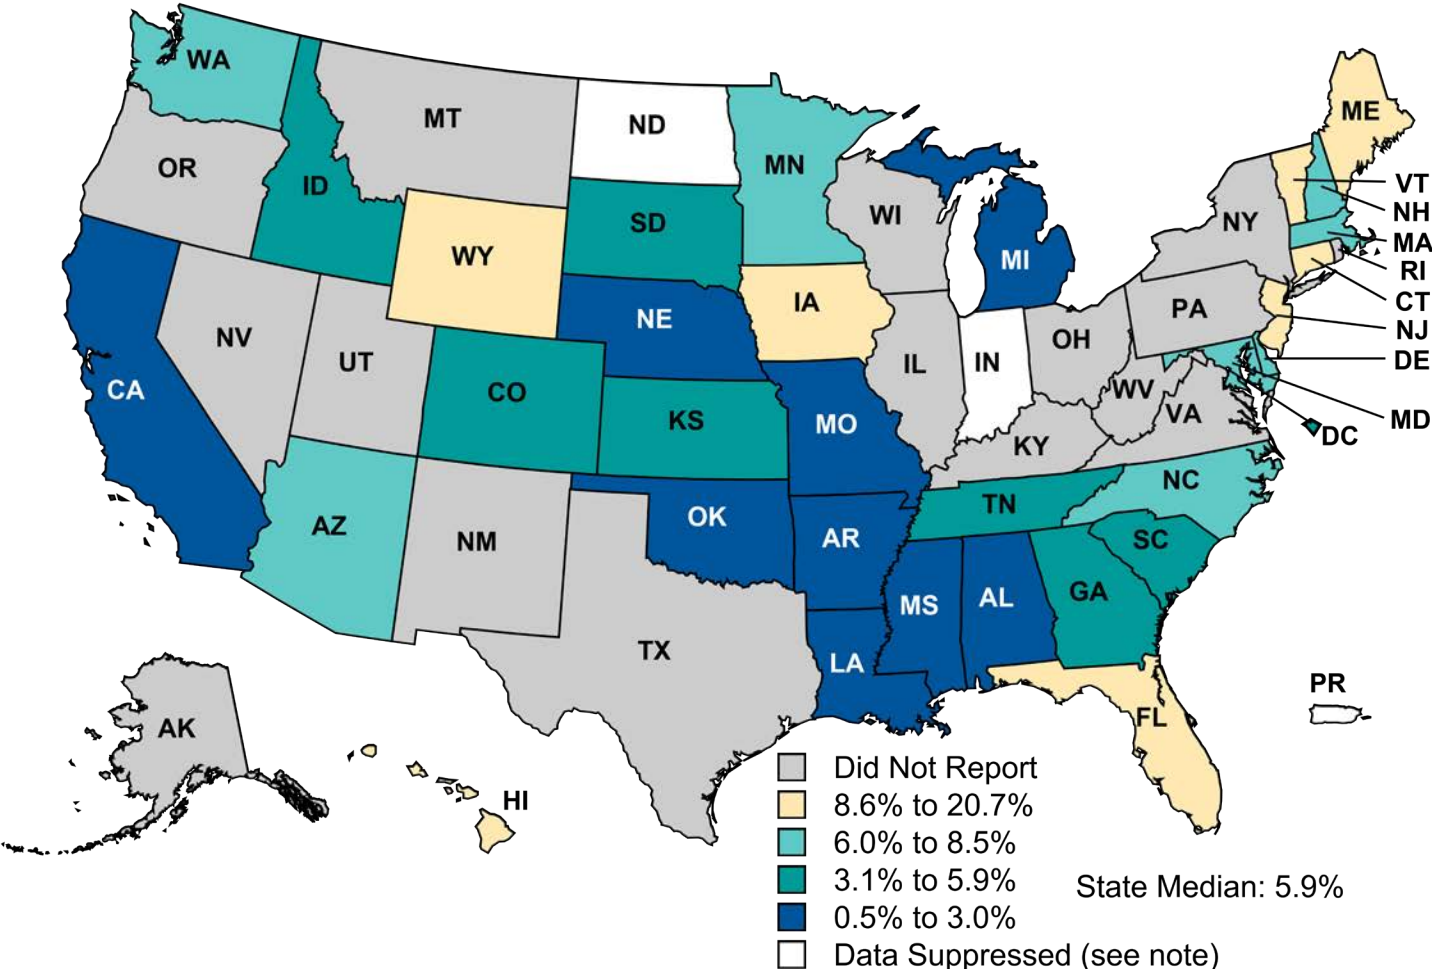 WA
MT
ND
MN
ME
OR
ID
SD
WI
MI
NY
VT
NH
MA
RI
CT
NJ
DE
MD
DC
WY
NE
IA
PA
NV
UT
CO
KS
MO
IL
IN
OH
WV
VA
KY
CA
AZ
NM
OK
AR
TN
NC
SC
MS
AL
GA
TX
LA
FL
PR
AK
HI
Did Not Report
8.6% to 20.7%
6.0% to 8.5%
3.1% to 5.9%
State Median: 5.9%
0.5% to 3.0%
Data Suppressed (see note)